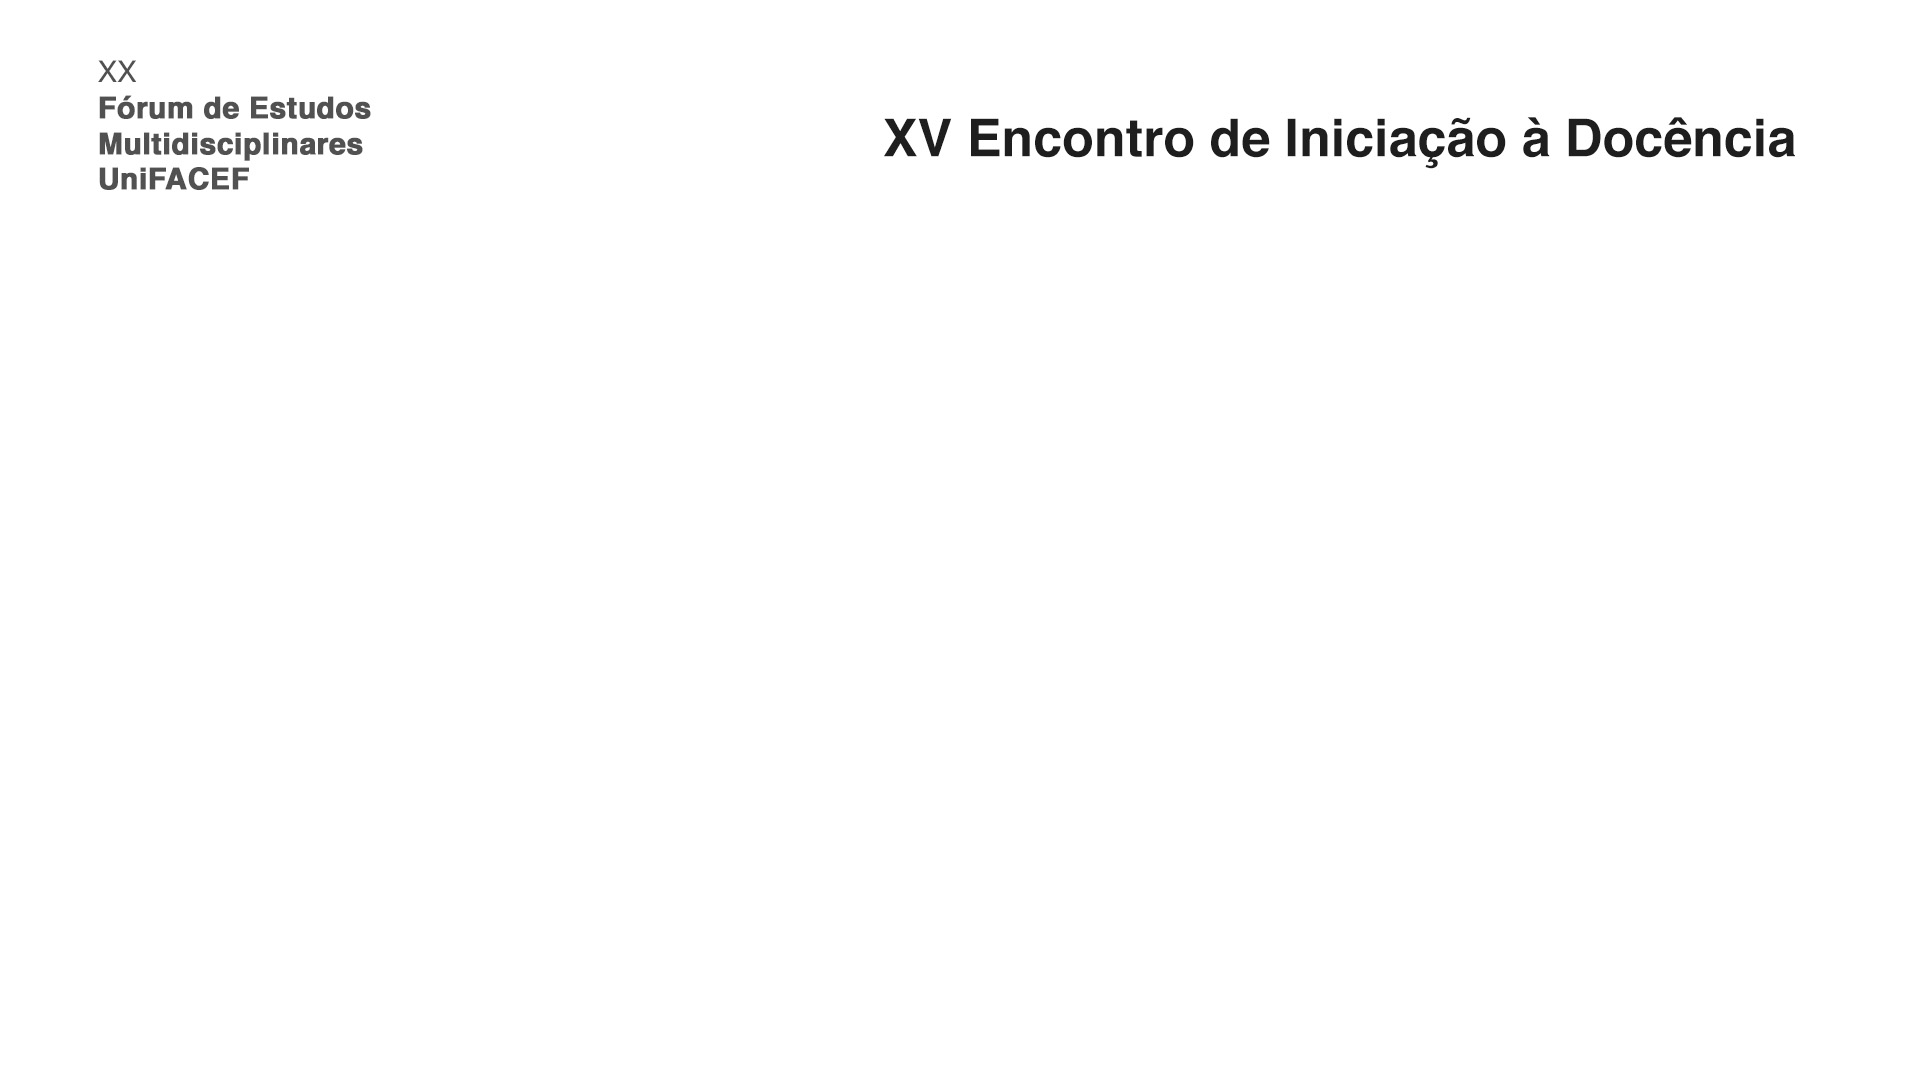 XX
Fórum de Estudos
Multidisciplinares
UniFACEF
XV Encontro de Iniciação à Docência